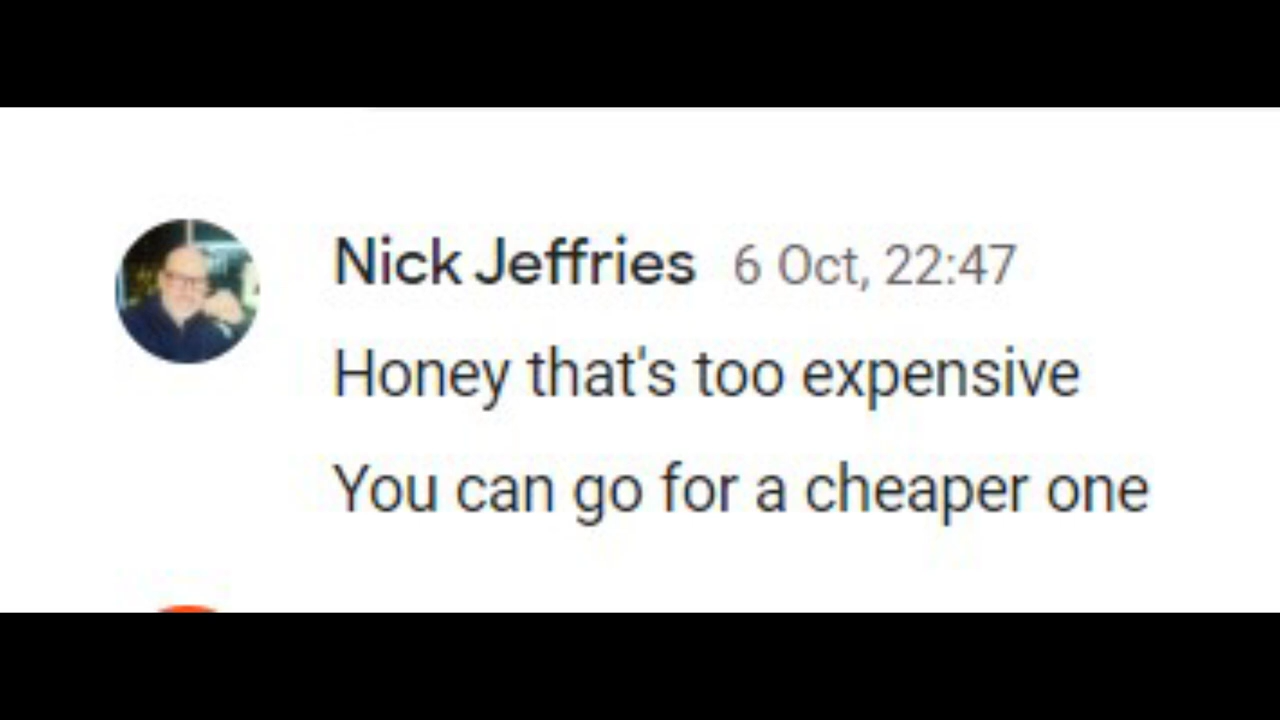 Nick Jeffries 6 Oct, 22:47
Honey that's too expensive
You can go for a cheaper one